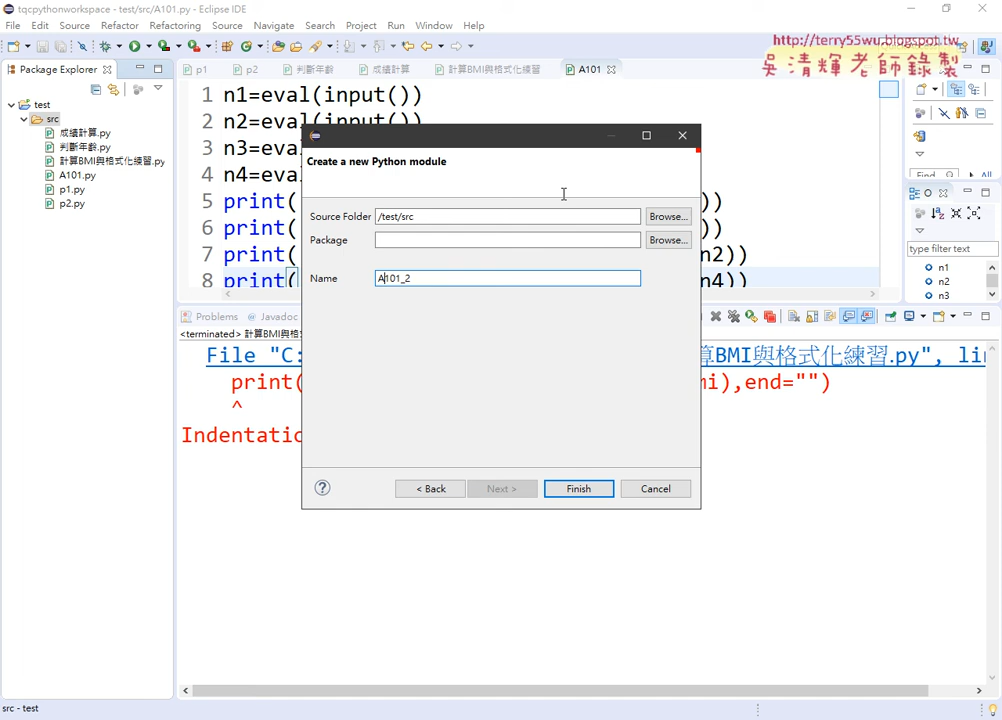 tqcpythonworkspace - test/src/A101.py - Eclipse IDE
File Edit Source Refactor Refactoring Source Navigate Search Project Run Window Help
http://terry55wu.blogspot.tw
吳清輝老師錄製
Package Explorer
p1 p2 判斷年齡 成績計算 計算BMI與格式化練習 A101
test
src
成績計算.py
判斷年齡.py
計算BMI與格式化練習.py
A101.py
p1.py
p2.py
1 n1=eval(input())
2 n2=eval(input())
3 n3=eva
4 n4=eva
5 print( ))
6 print( ))
7 print( n2))
8 print( n4))
Create a new Python module
Source Folder /test/src Browse...
Package Browse...
Name A101_2
? < Back Next > Finish Cancel
Find All
type filter text
n1
n2
n3
Problems Javadoc
<terminated> 計算BMI與格
File "C: 算BMI與格式化練習.py", lin
print( mi),end="")
^
Indentatic
src - test